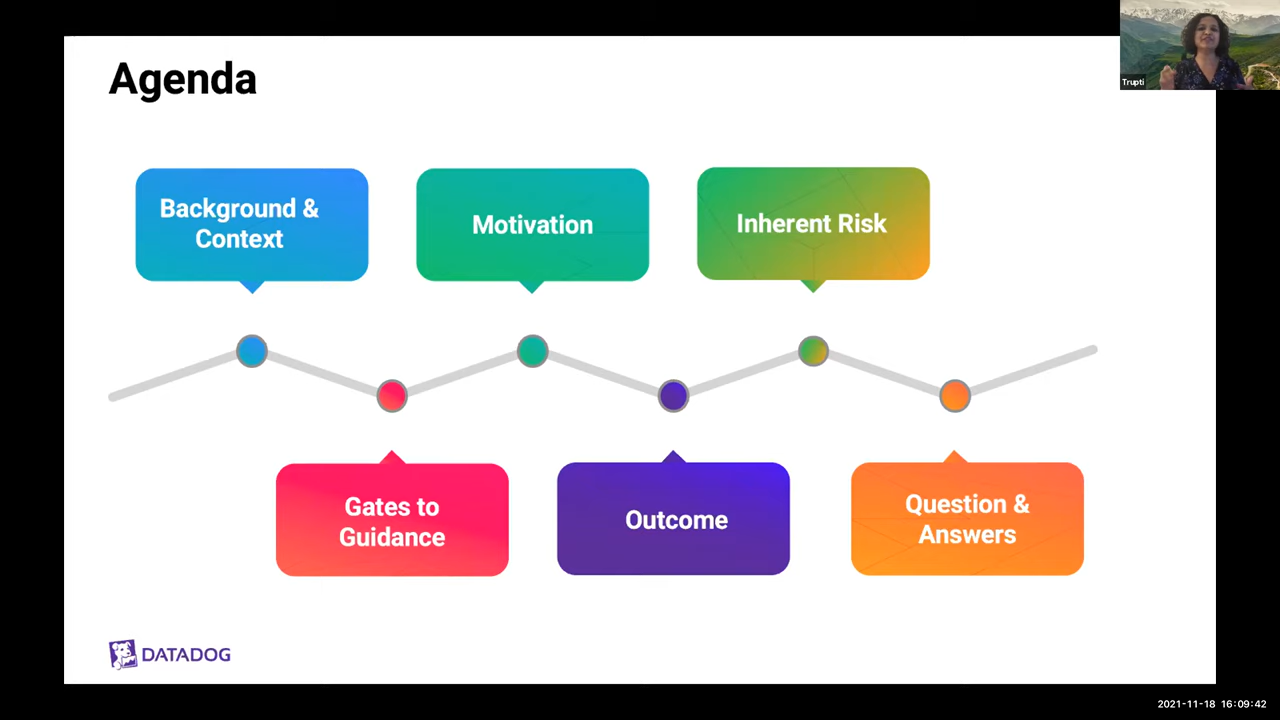 Agenda
Trupti
Background &
Context
Motivation
Inherent Risk
Gates to
Guidance
Outcome
Question &
Answers
DATADOG
2021-11-18 16:09:42